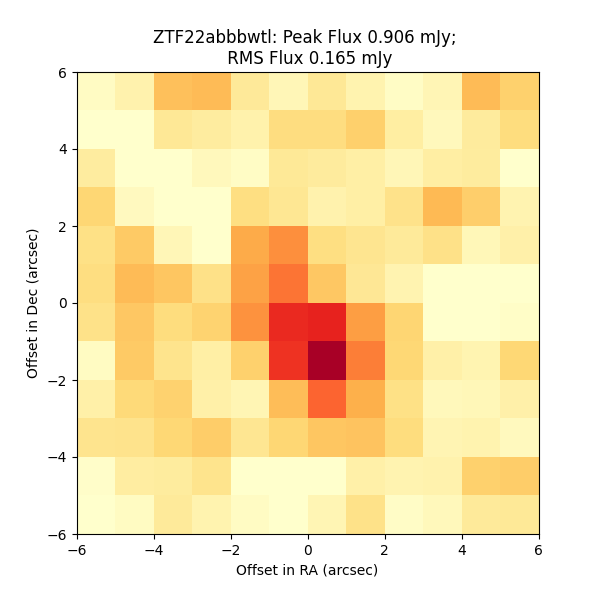 ZTF22abbbwtl: Peak Flux 0.906 mJy;
RMS Flux 0.165 mJy
6
4
2
0
−2
−4
−6
Offset in Dec (arcsec)
−6 −4 −2 0 2 4 6
Offset in RA (arcsec)